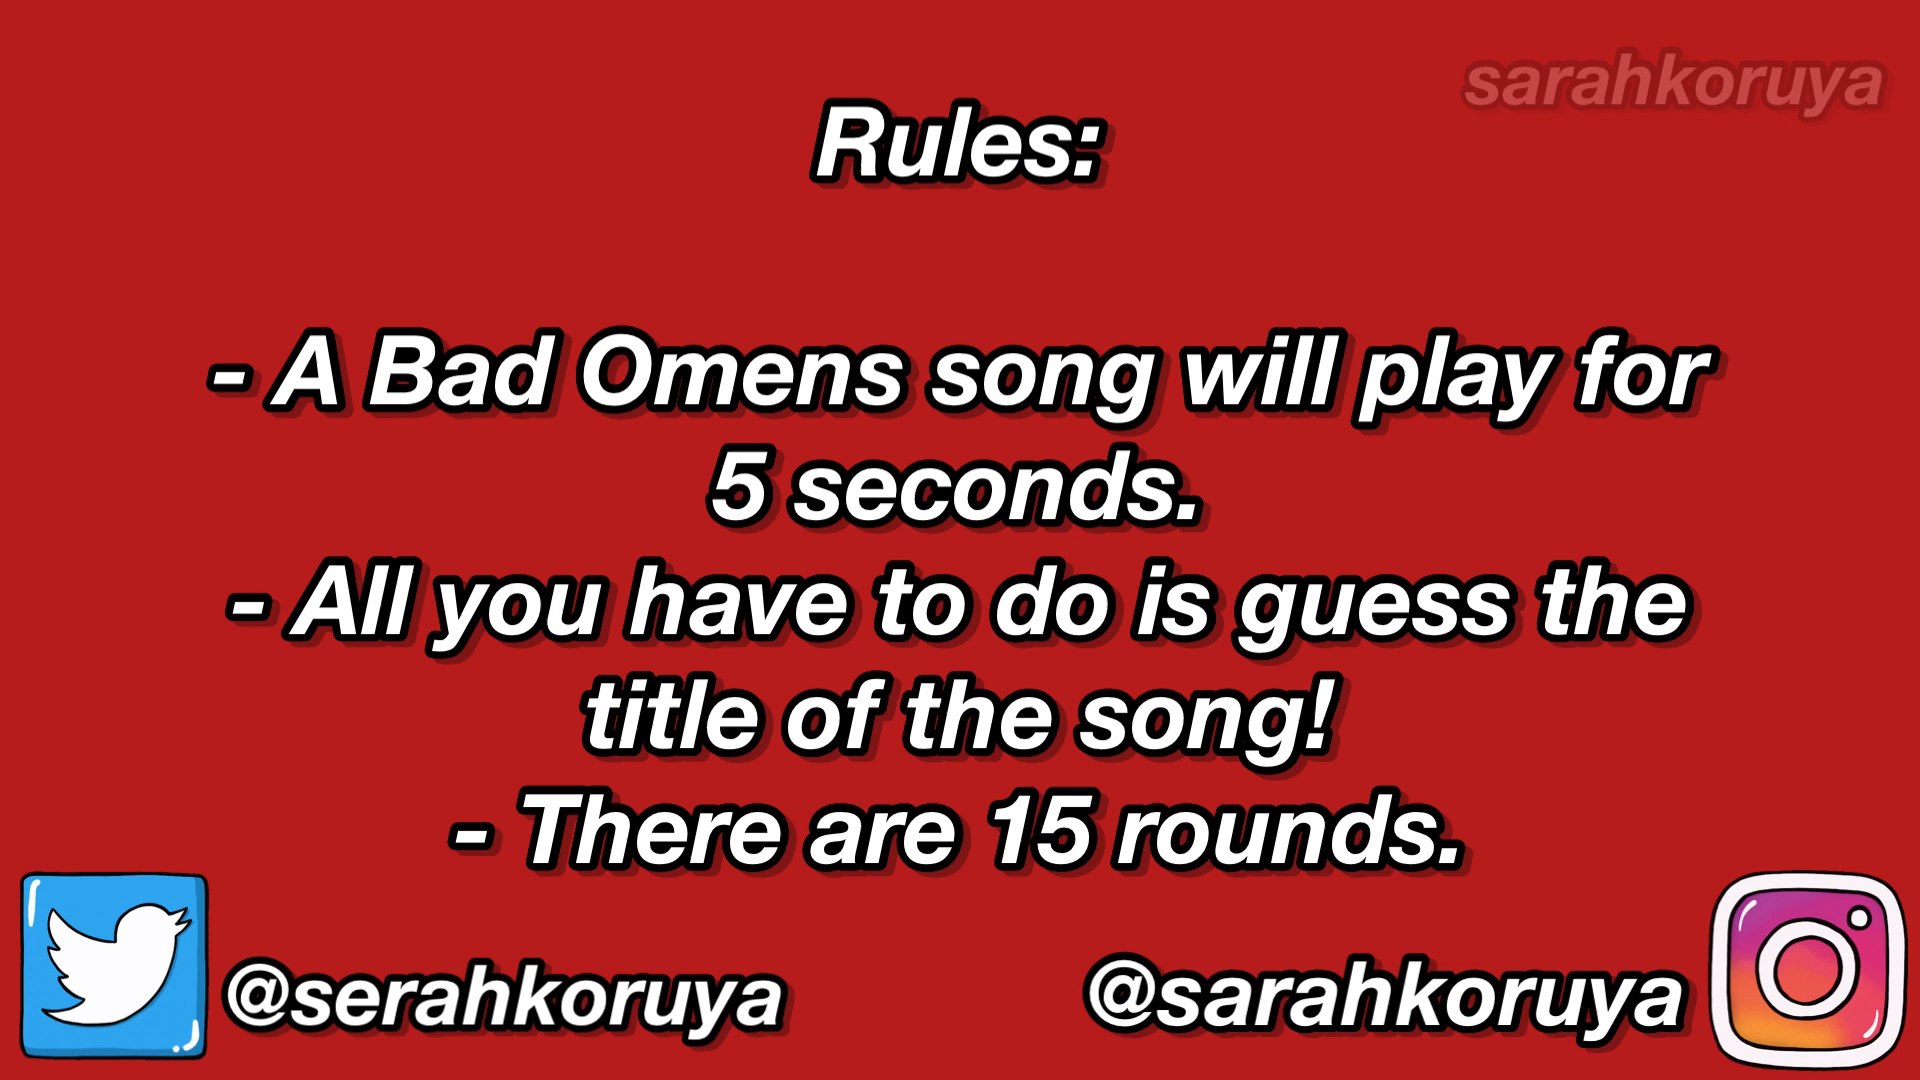 sarahkoruya
Rules:
- A Bad Omens song will play for
5 seconds.
- All you have to do is guess the
title of the song!
- There are 15 rounds.
@serahkoruya
@sarahkoruya